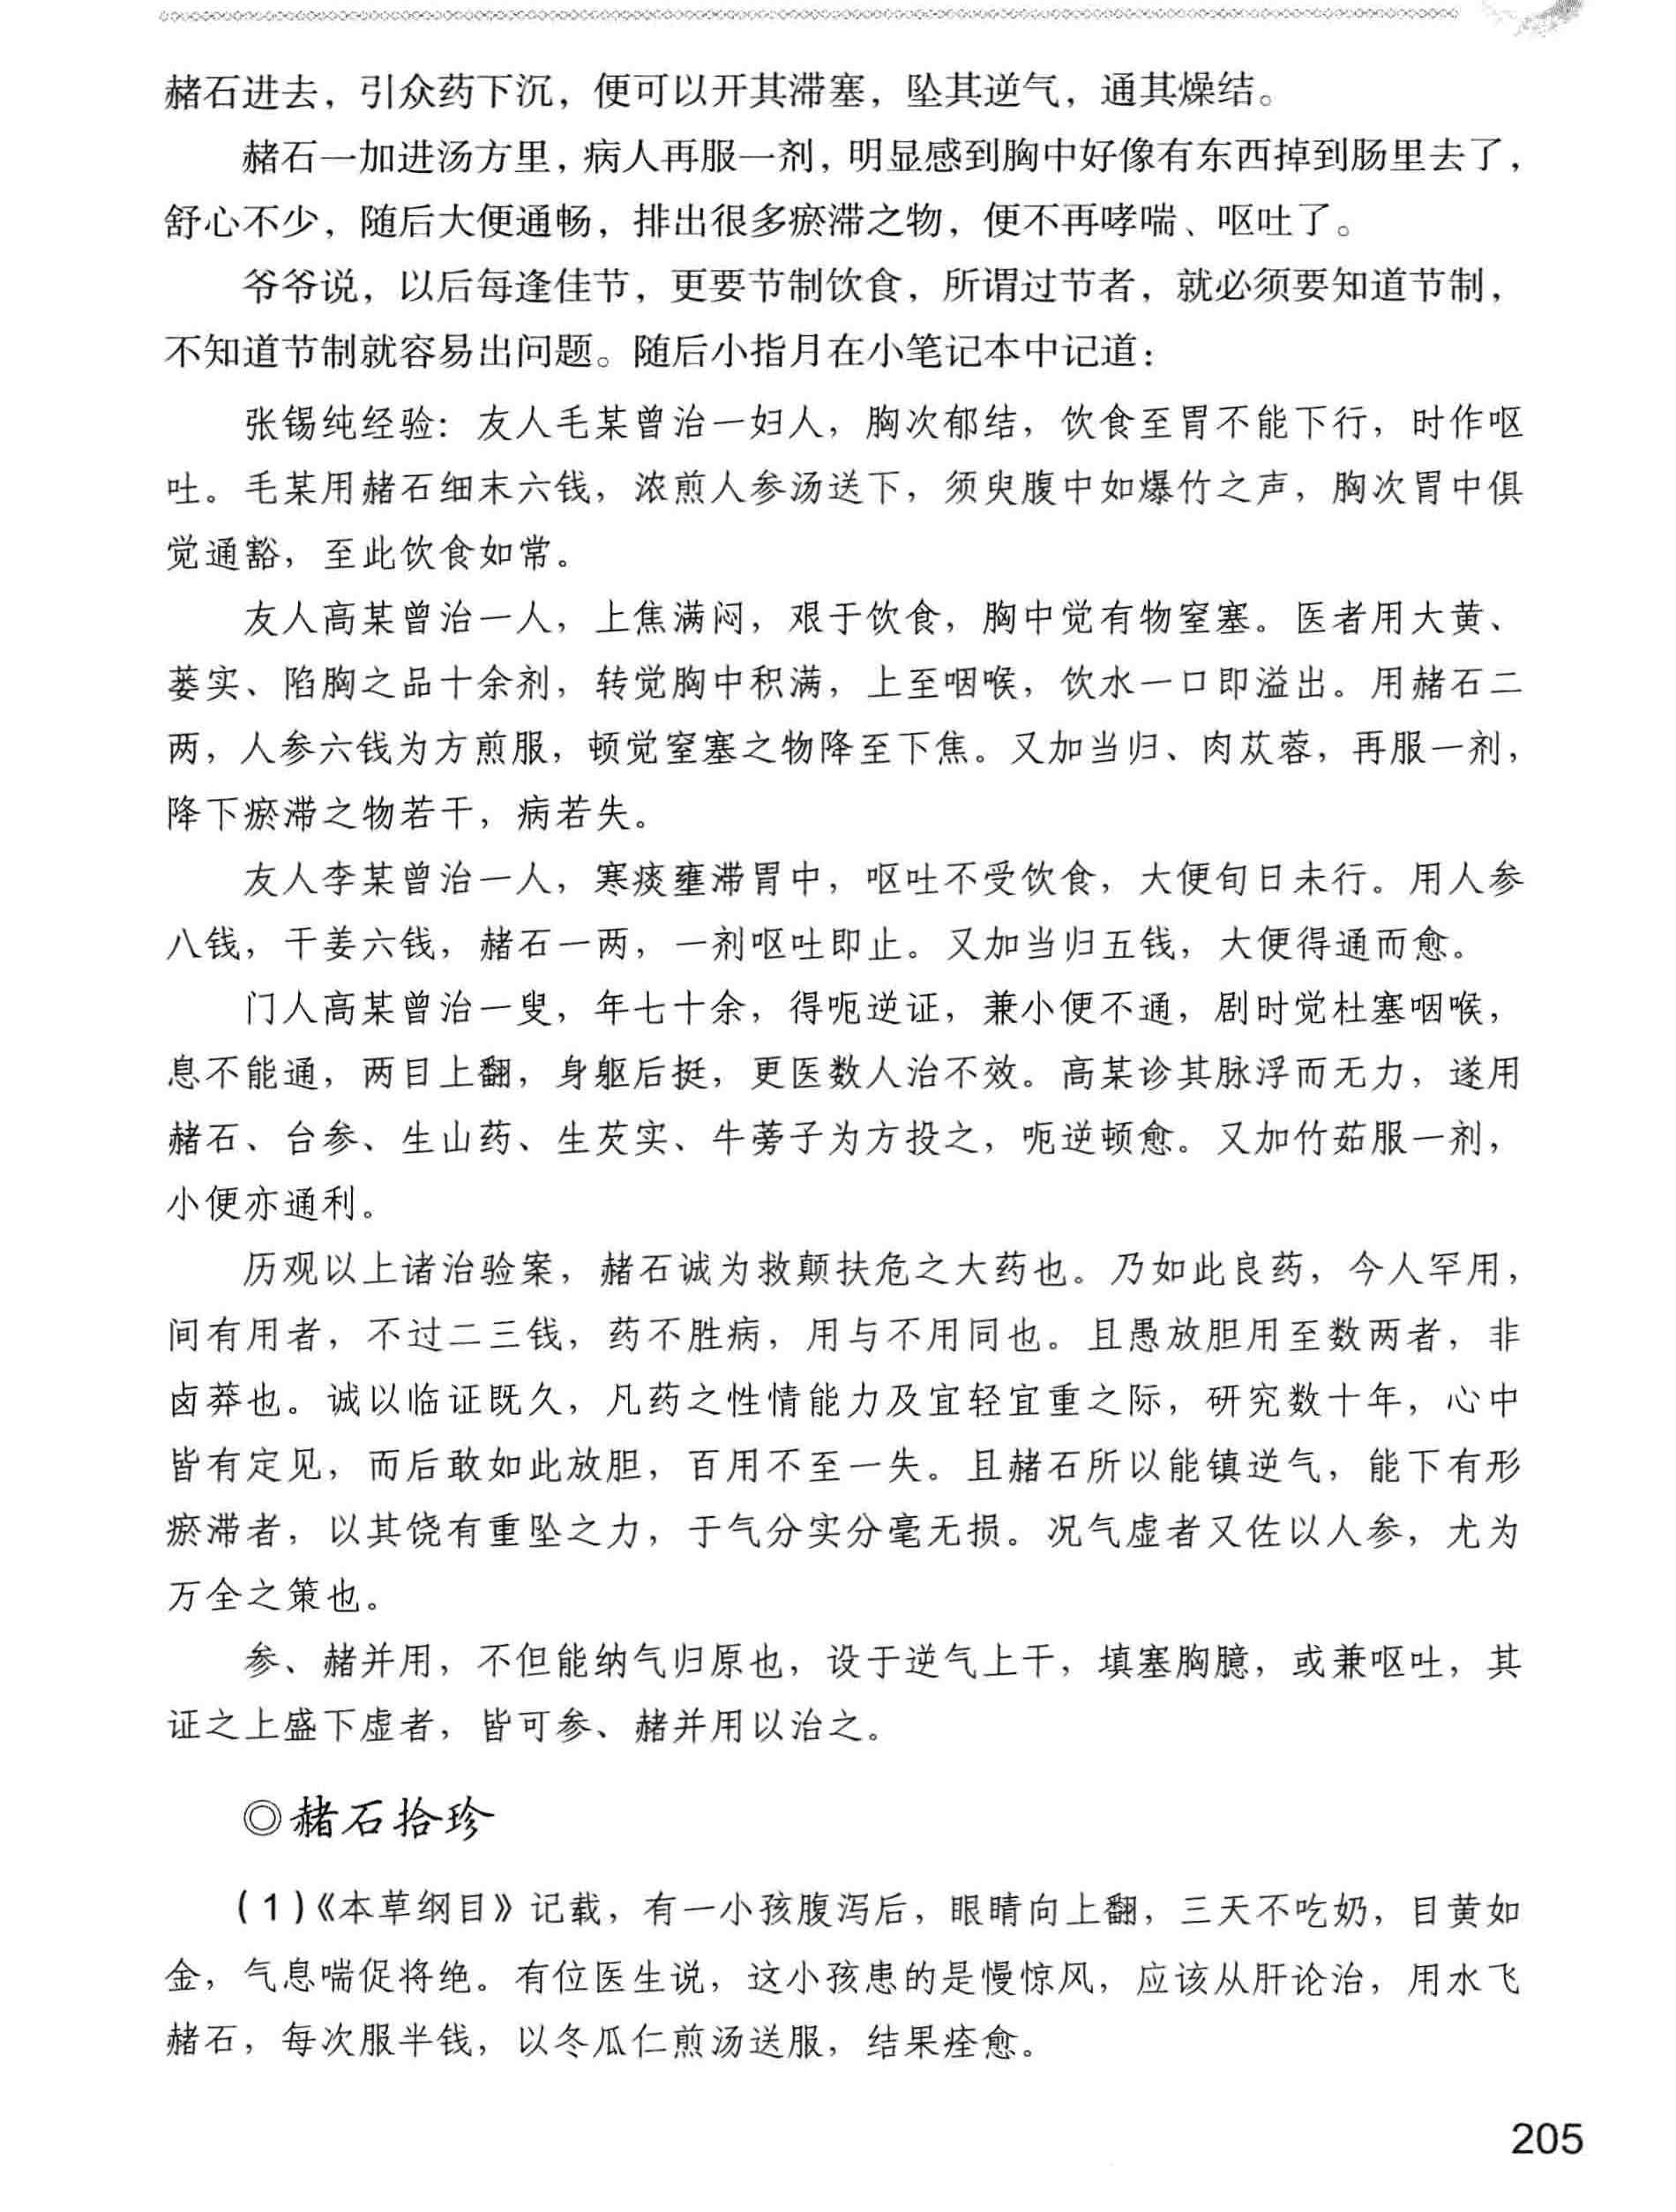 赭石进去，引众药下沉，便可以开其滞塞，坠其逆气，通其燥结。
赭石一加进汤方里，病人再服一剂，明显感到胸中好像有东西掉到肠里去了，
舒心不少，随后大便通畅，排出很多瘀滞之物，便不再哮喘、呕吐了。
爷爷说，以后每逢佳节，更要节制饮食，所谓过节者，就必须要知道节制，
不知道节制就容易出问题。随后小指月在小笔记本中记道：
张锡纯经验：友人毛某曾治一妇人，胸次郁结，饮食至胃不能下行，时作呕
吐。毛某用赭石细末六钱，浓煎人参汤送下，须臾腹中如爆竹之声，胸次胃中俱
觉通豁，至此饮食如常。
友人高某曾治一人，上焦满闷，艰于饮食，胸中觉有物窒塞。医者用大黄、
蒌实、陷胸之品十余剂，转觉胸中积满，上至咽喉，饮水一口即溢出。用赭石二
两，人参六钱为方煎服，顿觉窒塞之物降至下焦。又加当归、肉苁蓉，再服一剂，
降下瘀滞之物若干，病若失。
友人李某曾治一人，寒痰壅滞胃中，呕吐不受饮食，大便旬日未行。用人参
八钱，干姜六钱，赭石一两，一剂呕吐即止。又加当归五钱，大便得通而愈。
门人高某曾治一叟，年七十余，得呃逆证，兼小便不通，剧时觉杜塞咽喉，
息不能通，两目上翻，身躯后挺，更医数人治不效。高某诊其脉浮而无力，遂用
赭石、台参、生山药、生芡实、牛蒡子为方投之，呃逆顿愈。又加竹茹服一剂，
小便亦通利。
历观以上诸治验案，赭石诚为救颠扶危之大药也。乃如此良药，今人罕用，
间有用者，不过二三钱，药不胜病，用与不用同也。且愚放胆用至数两者，非
卤莽也。诚以临证既久，凡药之性情能力及宜轻宜重之际，研究数十年，心中
皆有定见，而后敢如此放胆，百用不至一失。且赭石所以能镇逆气，能下有形
瘀滞者，以其饶有重坠之力，于气分实分毫无损。况气虚者又佐以人参，尤为
万全之策也。
参、赭并用，不但能纳气归原也，设于逆气上干，填塞胸臆，或兼呕吐，其
证之上盛下虚者，皆可参、赭并用以治之。
◎赭石拾珍
（1）《本草纲目》记载，有一小孩腹泻后，眼睛向上翻，三天不吃奶，目黄如
金，气息喘促将绝。有位医生说，这小孩患的是慢惊风，应该从肝论治，用水飞
赭石，每次服半钱，以冬瓜仁煎汤送服，结果痊愈。
205